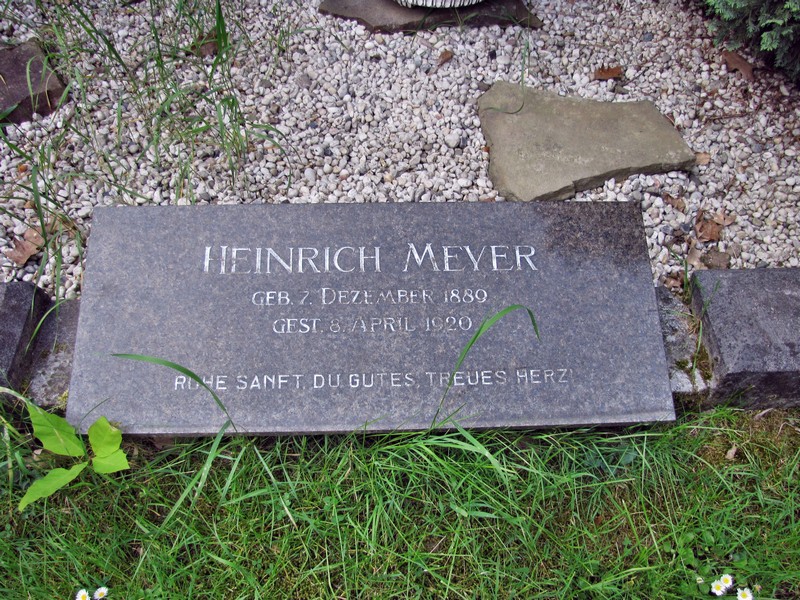 HEINRICH MEYER
GEB. 7. DEZEMBER 1889
GEST. 8. APRIL 1920
RUHE SANFT, DU GUTES, TREUES HERZ!